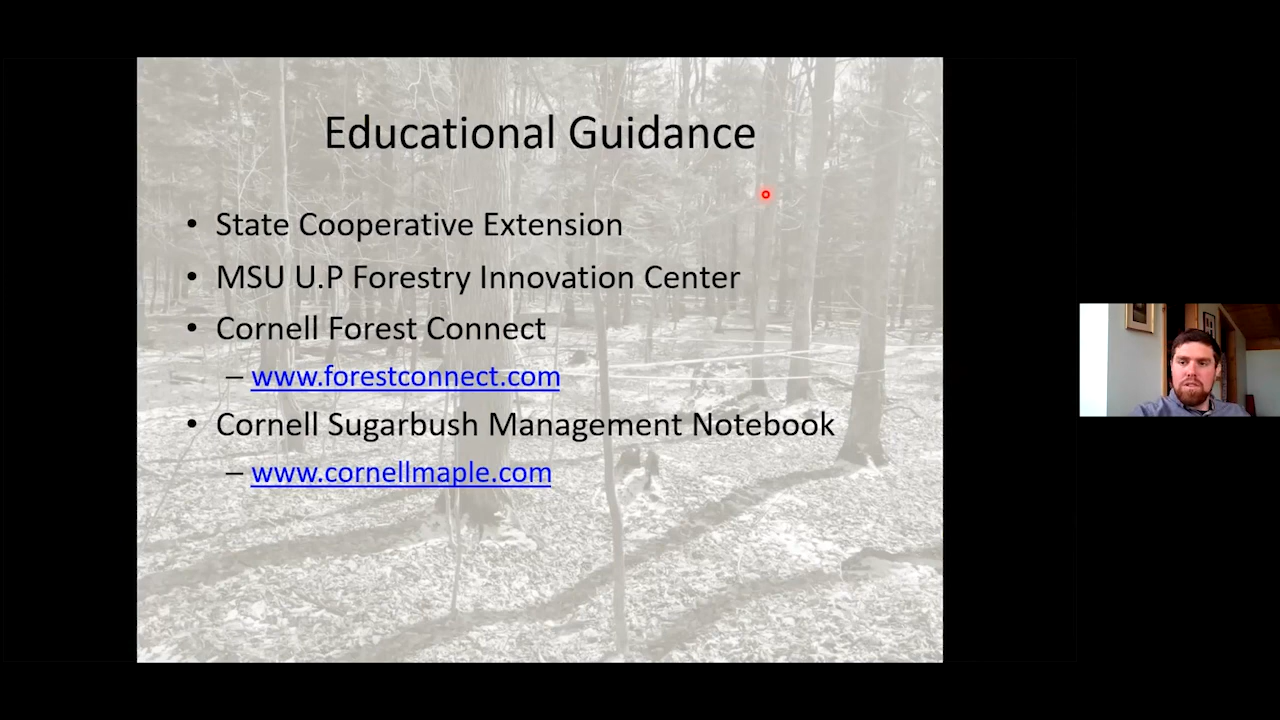 Educational Guidance
• State Cooperative Extension
• MSU U.P Forestry Innovation Center
• Cornell Forest Connect
– www.forestconnect.com
• Cornell Sugarbush Management Notebook
– www.cornellmaple.com